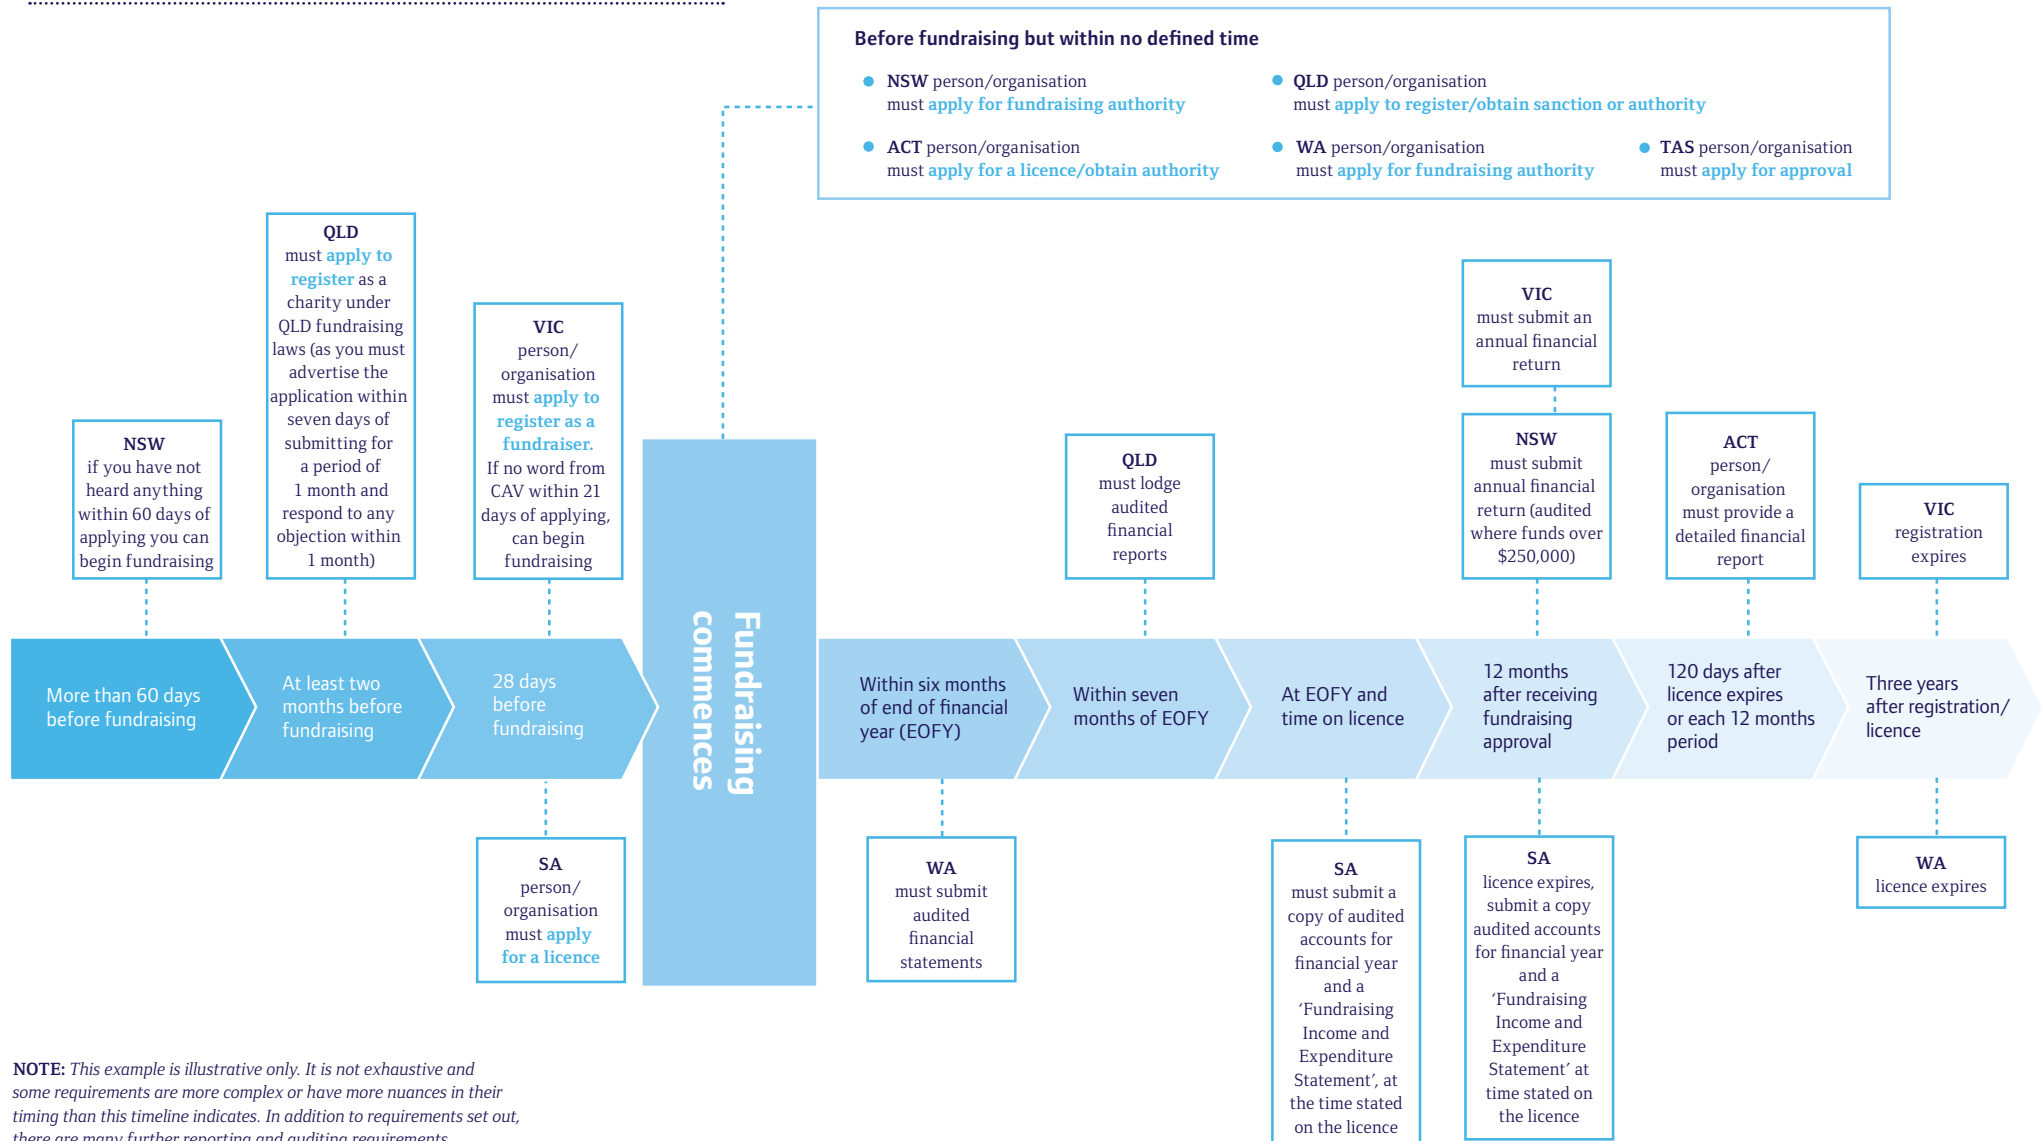 Before fundraising but within no defined time
NSW person/organisation
must apply for fundraising authority
QLD person/organisation
must apply to register/obtain sanction or authority
ACT person/organisation
must apply for a licence/obtain authority
WA person/organisation
must apply for fundraising authority
TAS person/organisation
must apply for approval
NSW
if you have not
heard anything
within 60 days of
applying you can
begin fundraising
QLD
must apply to
register as a
charity under
QLD fundraising
laws (as you must
advertise the
application within
seven days of
submitting for
a period of
1 month and
respond to any
objection within
1 month)
VIC
person/
organisation
must apply to
register as a
fundraiser.
If no word from
CAV within 21
days of applying,
can begin
fundraising
QLD
must lodge
audited
financial
reports
VIC
must submit an
annual financial
return
NSW
must submit
annual financial
return (audited
where funds over
$250,000)
ACT
person/
organisation
must provide a
detailed financial
report
VIC
registration
expires
More than 60 days
before fundraising
At least two
months before
fundraising
28 days
before
fundraising
Fundraising
commences
Within six months
of end of financial
year (EOFY)
Within seven
months of EOFY
At EOFY and
time on licence
12 months
after receiving
fundraising
approval
120 days after
licence expires
or each 12 months
period
Three years
after registration/
licence
SA
person/
organisation
must apply
for a licence
WA
must submit
audited
financial
statements
SA
must submit a
copy of audited
accounts for
financial year
and a
‘Fundraising
Income and
Expenditure
Statement’, at
the time stated
on the licence
SA
licence expires,
submit a copy
audited accounts
for financial year
and a
‘Fundraising
Income and
Expenditure
Statement’ at
time stated on
the licence
WA
licence expires
NOTE: This example is illustrative only. It is not exhaustive and
some requirements are more complex or have more nuances in their
timing than this timeline indicates. In addition to requirements set out,
there are many further reporting and auditing requirements